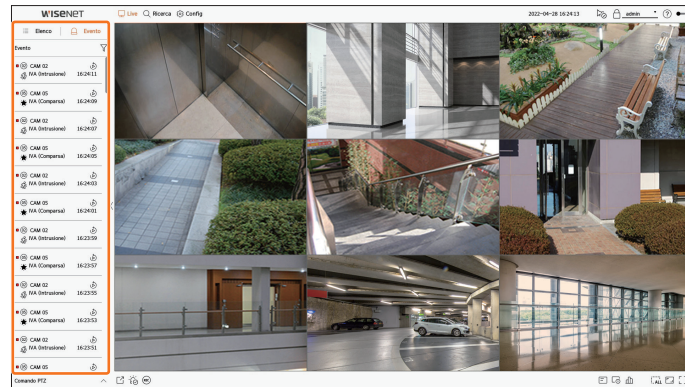 WISENET
Live Ricerca Config
2022-04-28 16:24:13 admin
Elenco Evento
Evento
CAM 02
IVA (Intrusione) 16:24:11
CAM 05
IVA (Comparsa) 16:24:09
CAM 02
IVA (Intrusione) 16:24:07
CAM 05
IVA (Comparsa) 16:24:05
CAM 02
IVA (Intrusione) 16:24:03
CAM 05
IVA (Comparsa) 16:24:01
CAM 02
IVA (Intrusione) 16:23:59
CAM 05
IVA (Comparsa) 16:23:57
CAM 02
IVA (Intrusione) 16:23:55
CAM 05
IVA (Comparsa) 16:23:53
CAM 02
IVA (Intrusione) 16:23:51
CAM 05
Comando PTZ
ALL